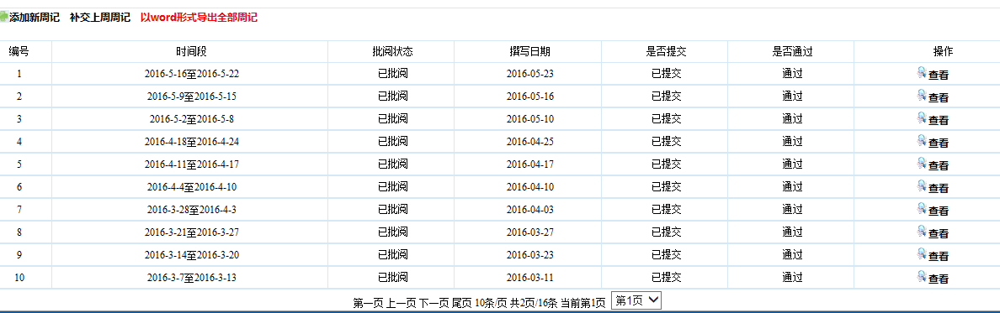 添加新周记 补交上周周记 以word形式导出全部周记
编号 时间段 批阅状态 撰写日期 是否提交 是否通过 操作
1 2016-5-16至2016-5-22 已批阅 2016-05-23 已提交 通过 查看
2 2016-5-9至2016-5-15 已批阅 2016-05-16 已提交 通过 查看
3 2016-5-2至2016-5-8 已批阅 2016-05-10 已提交 通过 查看
4 2016-4-18至2016-4-24 已批阅 2016-04-25 已提交 通过 查看
5 2016-4-11至2016-4-17 已批阅 2016-04-17 已提交 通过 查看
6 2016-4-4至2016-4-10 已批阅 2016-04-10 已提交 通过 查看
7 2016-3-28至2016-4-3 已批阅 2016-04-03 已提交 通过 查看
8 2016-3-21至2016-3-27 已批阅 2016-03-27 已提交 通过 查看
9 2016-3-14至2016-3-20 已批阅 2016-03-23 已提交 通过 查看
10 2016-3-7至2016-3-13 已批阅 2016-03-11 已提交 通过 查看
第一页 上一页 下一页 尾页 10条/页 共2页/16条 当前第1页 第1页